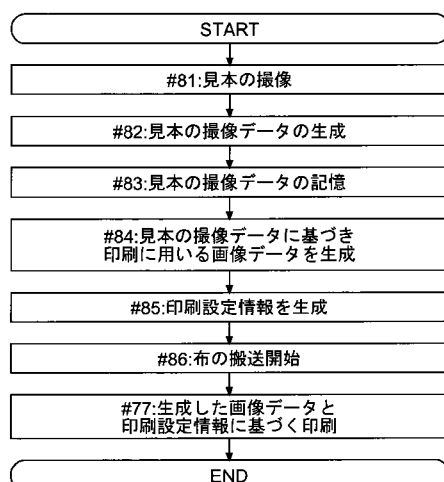 START
#81:見本の撮像
#82:見本の撮像データの生成
#83:見本の撮像データの記憶
#84:見本の撮像データに基づき
印刷に用いる画像データを生成
#85:印刷設定情報を生成
#86:布の搬送開始
#77:生成した画像データと
印刷設定情報に基づく印刷
END